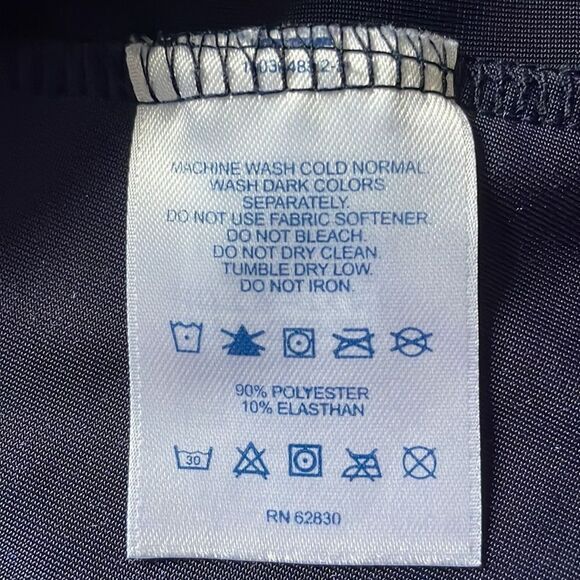 MACHINE WASH COLD NORMAL.
WASH DARK COLORS
SEPARATELY.
DO NOT USE FABRIC SOFTENER.
DO NOT BLEACH.
DO NOT DRY CLEAN.
TUMBLE DRY LOW.
DO NOT IRON.
90% POLYESTER
10% ELASTHAN
30
RN 62830